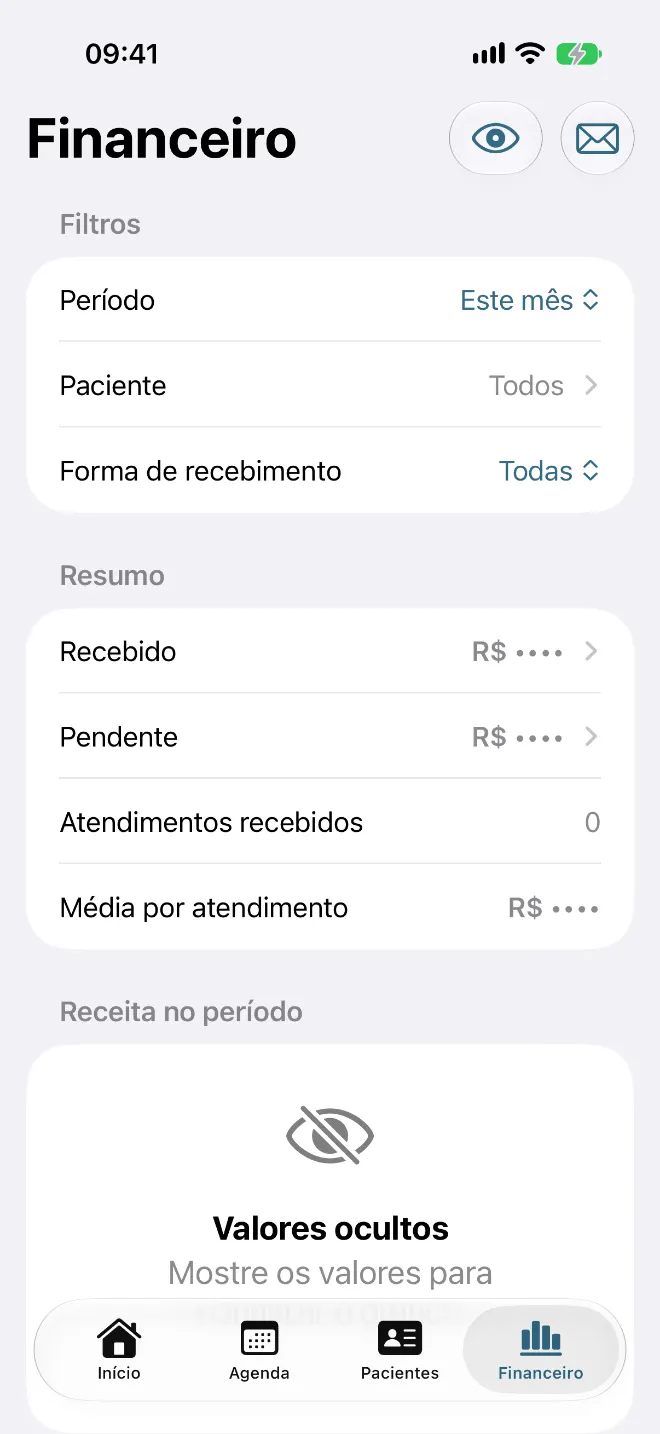 09:41
Financeiro
Filtros
Período Este mês
Paciente Todos
Forma de recebimento Todas
Resumo
Recebido R$ ••••
Pendente R$ ••••
Atendimentos recebidos 0
Média por atendimento R$ ••••
Receita no período
Valores ocultos
Mostre os valores para
Início Agenda Pacientes Financeiro